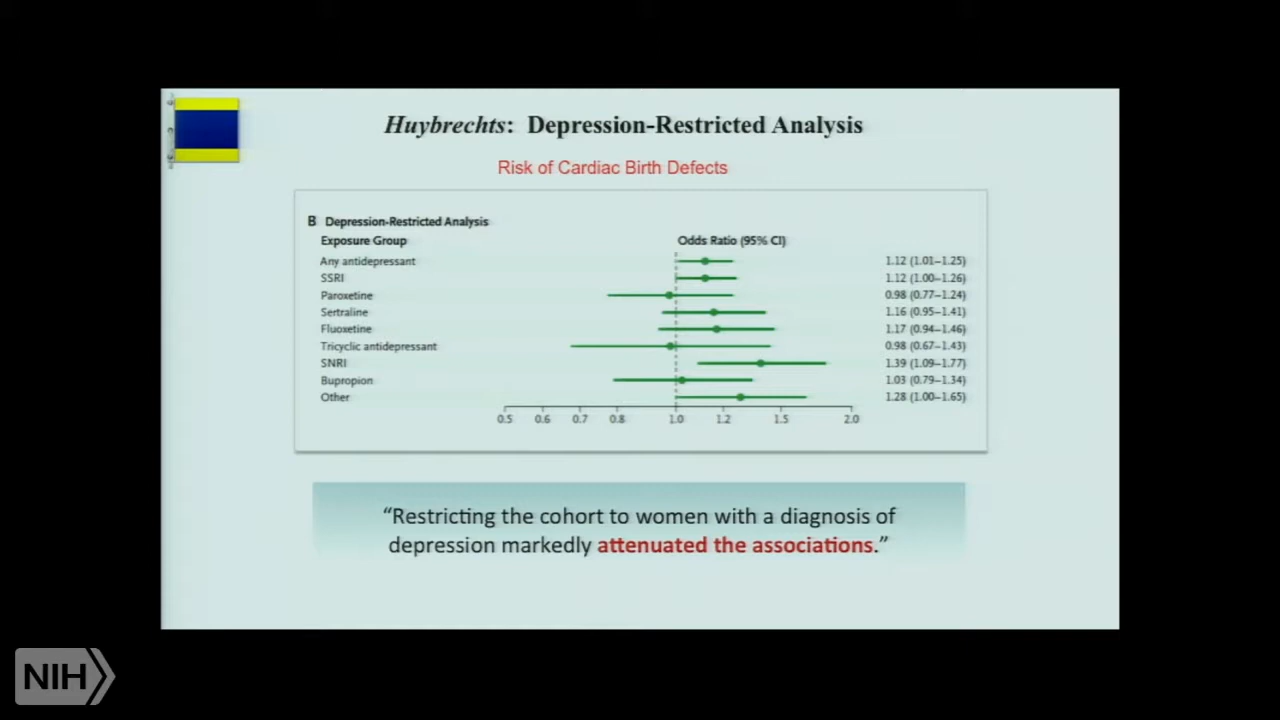 Huybrechts: Depression-Restricted Analysis
Risk of Cardiac Birth Defects
B Depression-Restricted Analysis
Exposure Group Odds Ratio (95% CI)
Any antidepressant 1.12 (1.01–1.25)
SSRI 1.12 (1.00–1.26)
Paroxetine 0.98 (0.77–1.24)
Sertraline 1.16 (0.95–1.41)
Fluoxetine 1.17 (0.94–1.46)
Tricyclic antidepressant 0.98 (0.67–1.43)
SNRI 1.39 (1.09–1.77)
Bupropion 1.03 (0.79–1.34)
Other 1.28 (1.00–1.65)
0.5 0.6 0.7 0.8 1.0 1.2 1.5 2.0
“Restricting the cohort to women with a diagnosis of
depression markedly attenuated the associations.”
NIH